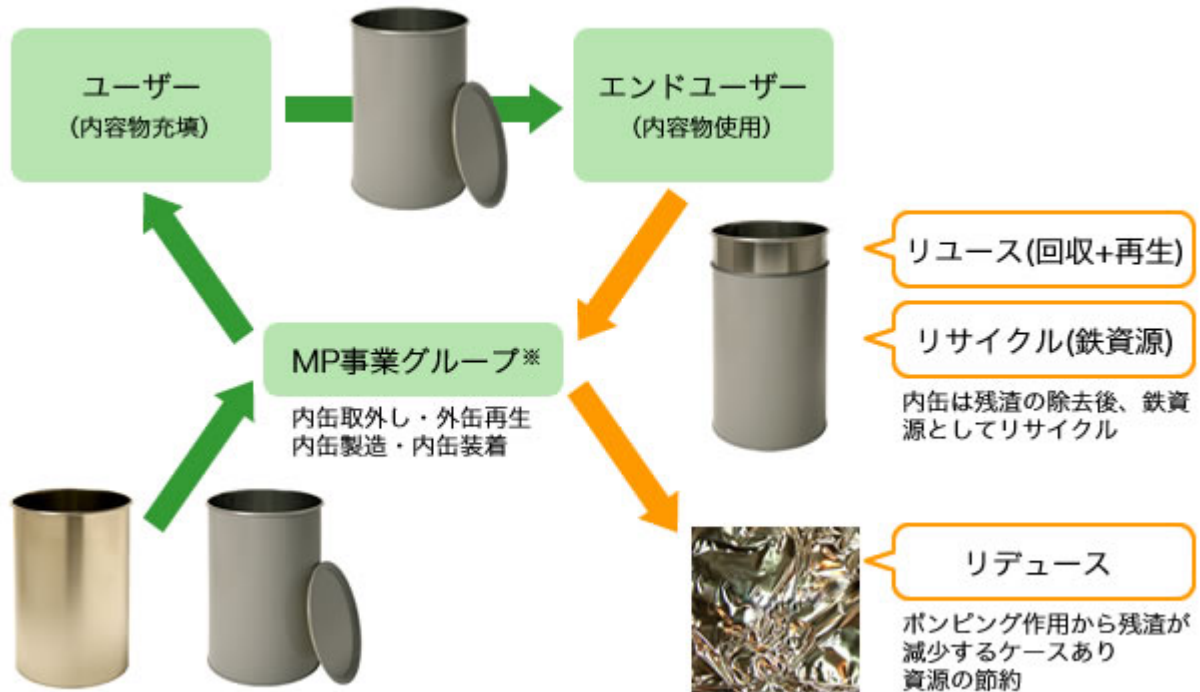 ユーザー
（内容物充填）
エンドユーザー
（内容物使用）
リユース(回収+再生)
リサイクル(鉄資源)
内缶は残渣の除去後、鉄資
源としてリサイクル
MP事業グループ※
内缶取外し・外缶再生
内缶製造・内缶装着
リデュース
ポンピング作用から残渣が
減少するケースあり
資源の節約